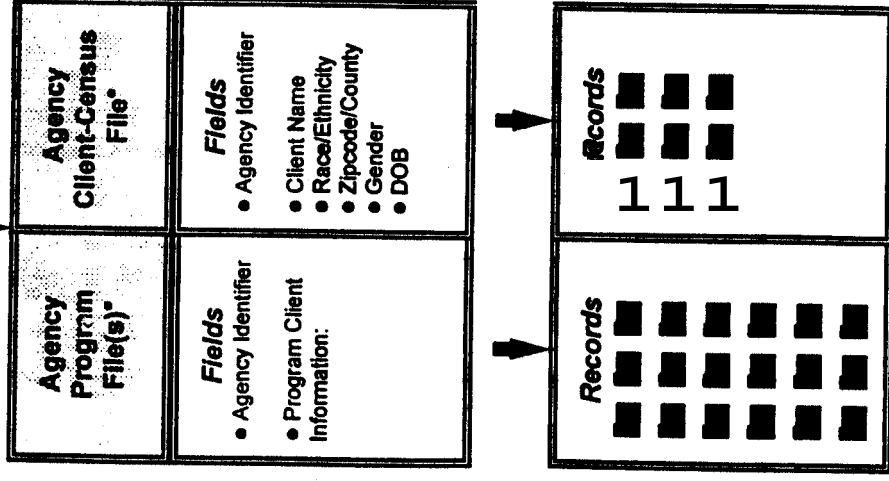 Agency
Program
File(s)*
Agency
Client-Census
File*
Fields
• Agency Identifier
• Program Client
Information:
Fields
• Agency Identifier
• Client Name
• Race/Ethnicity
• Zipcode/County
• Gender
• DOB
Records
Records
111